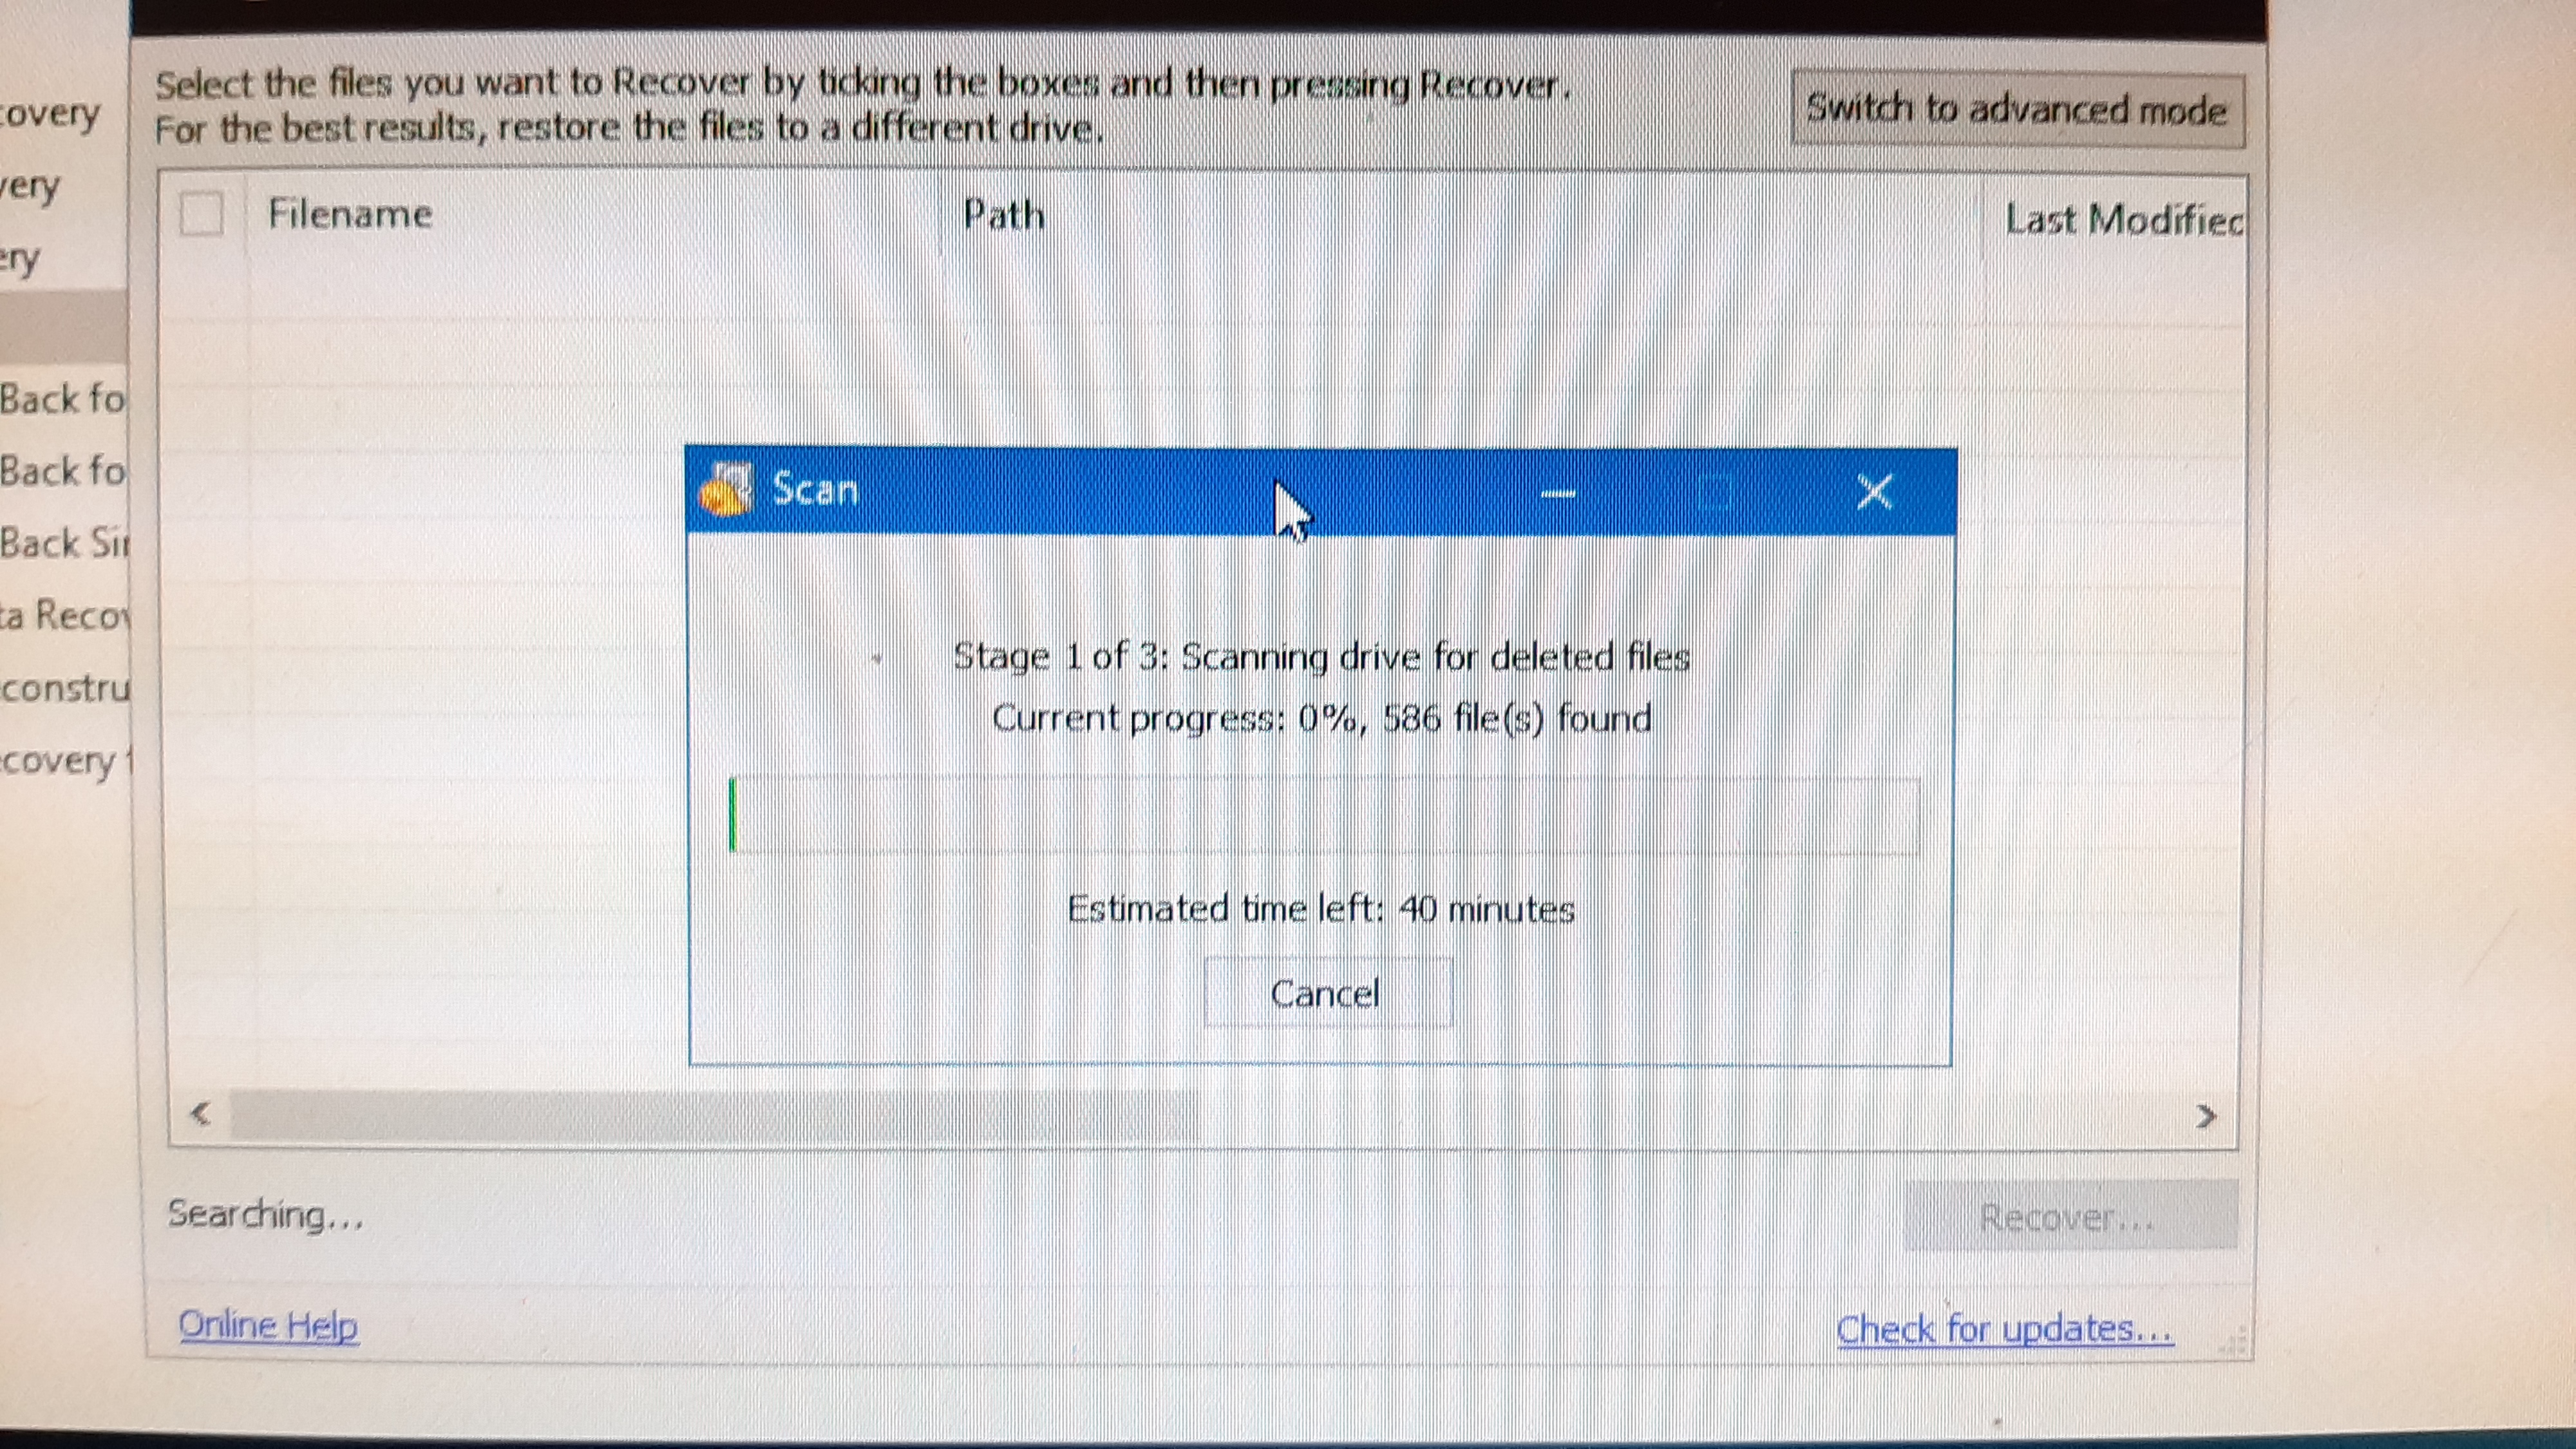 Select the files you want to Recover by ticking the boxes and then pressing Recover.
For the best results, restore the files to a different drive.
Switch to advanced mode
covery
very
ery
Back fo
Back fo
Back Sir
ta Recov
constru
covery
Filename
Path
Last Modified
Scan
Stage 1 of 3: Scanning drive for deleted files
Current progress: 0%, 586 file(s) found
Estimated time left: 40 minutes
Cancel
Searching...
Recover...
Online Help
Check for updates...